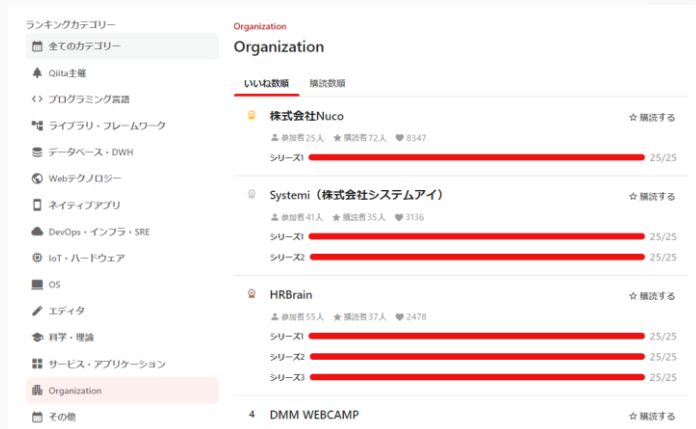 ランキングカテゴリー
全てのカテゴリー
Qiita主催
プログラミング言語
ライブラリ・フレームワーク
データベース・DWH
Webテクノロジー
ネイティブアプリ
DevOps・インフラ・SRE
IoT・ハードウェア
OS
エディタ
科学・理論
サービス・アプリケーション
Organization
その他
Organization
Organization
いいね数順 購読数順
株式会社Nuco 購読する
参加者25人 購読者72人 8347
シリーズ1 25/25
Systemi（株式会社システムアイ） 購読する
参加者41人 購読者35人 3136
シリーズ1 25/25
シリーズ2 25/25
HRBrain 購読する
参加者55人 購読者37人 2478
シリーズ1 25/25
シリーズ2 25/25
シリーズ3 25/25
4 DMM WEBCAMP 購読する